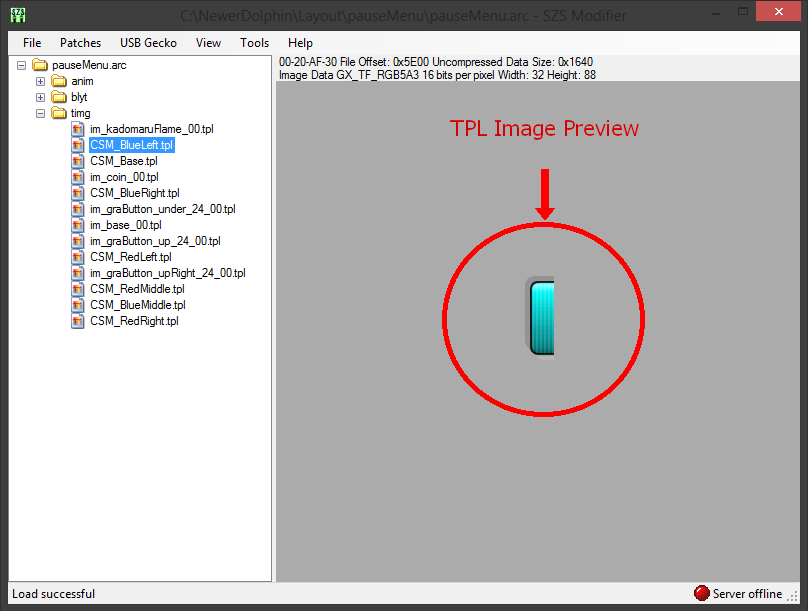 C:\NewerDolphin\Layout\pauseMenu\pauseMenu.arc - SZS Modifier
File Patches USB Gecko View Tools Help
pauseMenu.arc
anim
blyt
timg
im_kadomaruFlame_00.tpl
CSM_BlueLeft.tpl
CSM_Base.tpl
im_coin_00.tpl
CSM_BlueRight.tpl
im_graButton_under_24_00.tpl
im_base_00.tpl
im_graButton_up_24_00.tpl
CSM_RedLeft.tpl
im_graButton_upRight_24_00.tpl
CSM_RedMiddle.tpl
CSM_BlueMiddle.tpl
CSM_RedRight.tpl
00-20-AF-30 File Offset: 0x5E00 Uncompressed Data Size: 0x1640
Image Data GX_TF_RGB5A3 16 bits per pixel Width: 32 Height: 88
TPL Image Preview
Load successful
Server offline